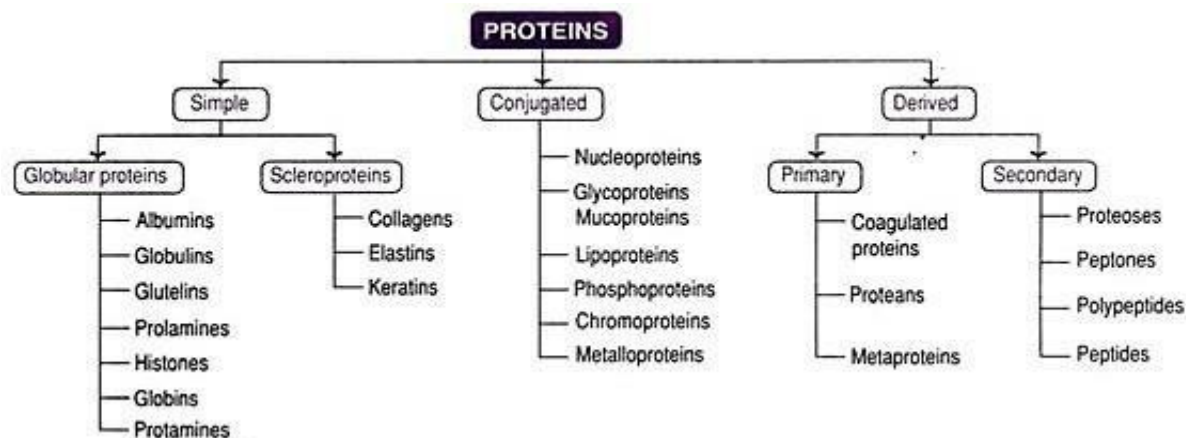 PROTEINS
Simple
Conjugated
Derived
Globular proteins
Scleroproteins
Primary
Secondary
Albumins
Globulins
Glutelins
Prolamines
Histones
Globins
Protamines
Collagens
Elastins
Keratins
Nucleoproteins
Glycoproteins
Mucoproteins
Lipoproteins
Phosphoproteins
Chromoproteins
Metalloproteins
Coagulated
proteins
Proteans
Metaproteins
Proteoses
Peptones
Polypeptides
Peptides